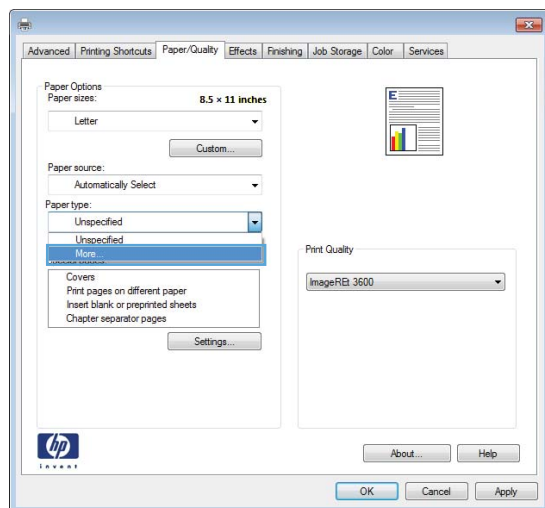 Advanced Printing Shortcuts Paper/Quality Effects Finishing Job Storage Color Services
Paper Options
Paper sizes: 8.5 × 11 inches
Letter
Custom...
Paper source:
Automatically Select
Paper type:
Unspecified
Unspecified
More...
Covers
Print pages on different paper
Insert blank or preprinted sheets
Chapter separator pages
Settings...
E
Print Quality
ImageREt 3600
hp
invent
About... Help
OK Cancel Apply